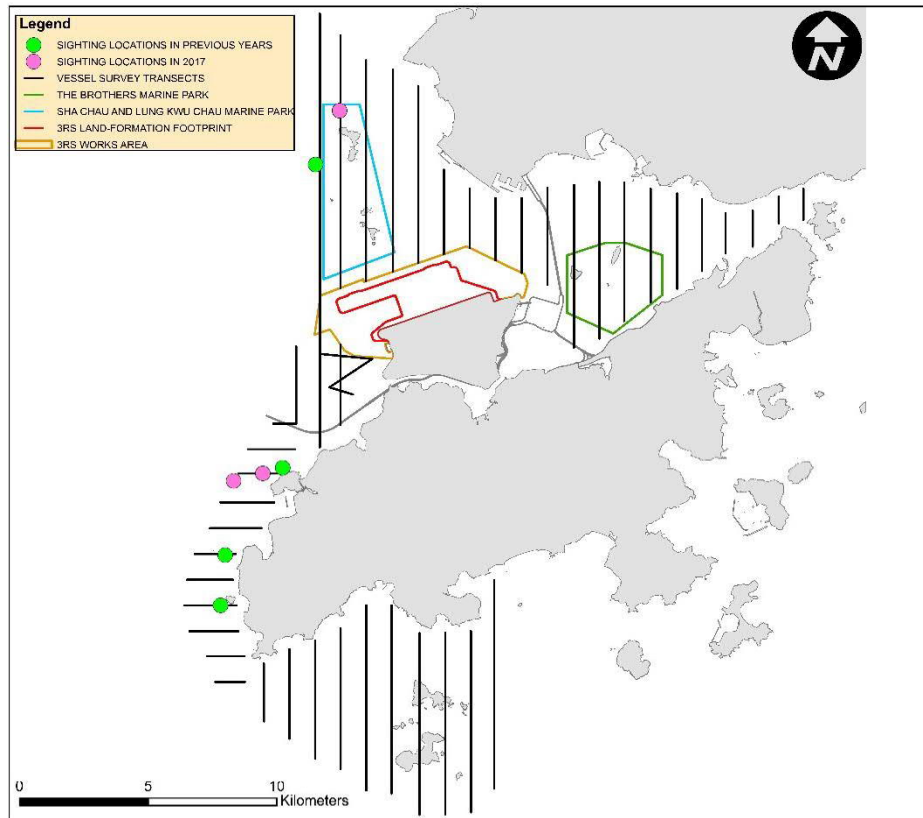 Legend
SIGHTING LOCATIONS IN PREVIOUS YEARS
SIGHTING LOCATIONS IN 2017
VESSEL SURVEY TRANSECTS
THE BROTHERS MARINE PARK
SHA CHAU AND LUNG KWU CHAU MARINE PARK
3RS LAND-FORMATION FOOTPRINT
3RS WORKS AREA
N
0 5 10
Kilometers